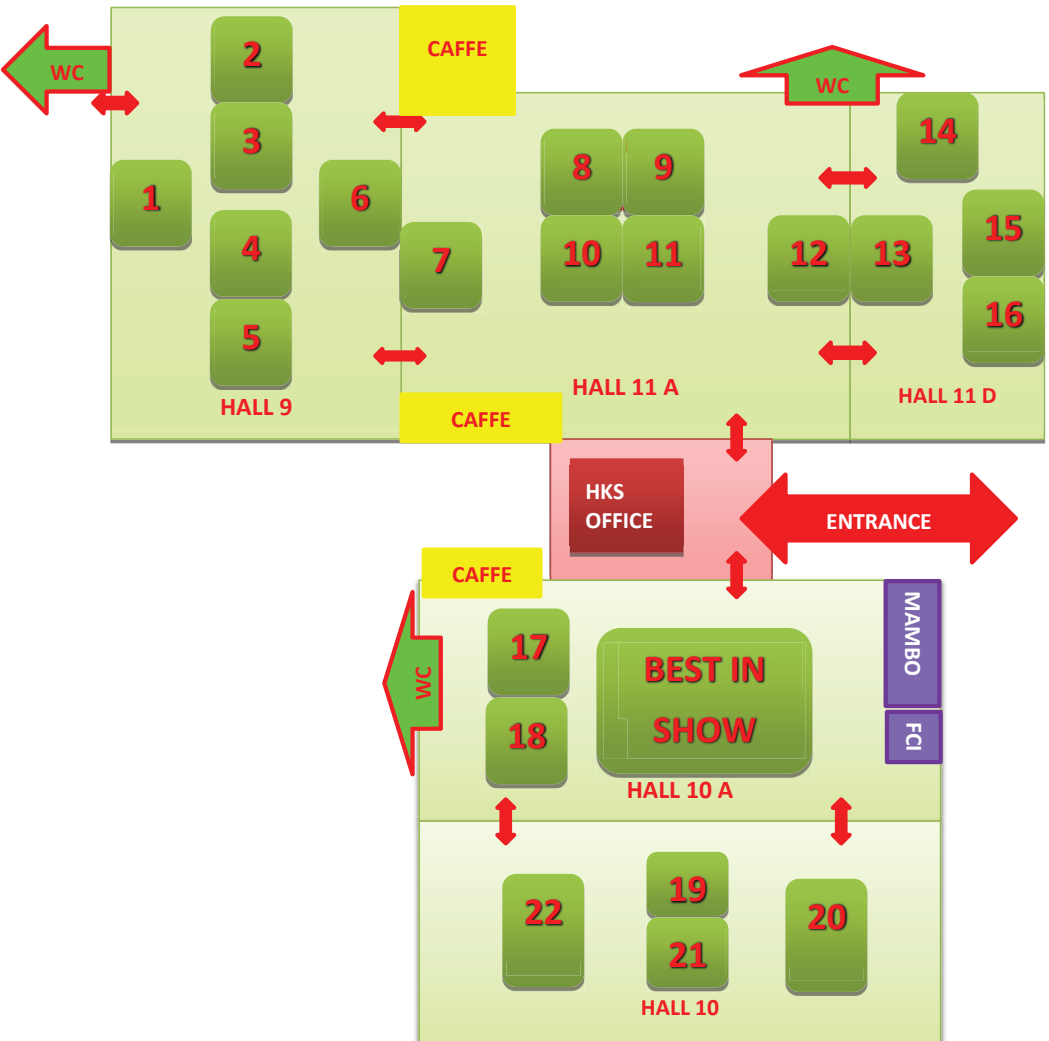 2
CAFFE
WC
WC
3
14
8
9
1
6
15
4
7
10
11
12
13
16
5
HALL 11 A
HALL 11 D
HALL 9
CAFFE
HKS
OFFICE
ENTRANCE
CAFFE
MAMBO
17
BEST IN
SHOW
WC
18
FCI
HALL 10 A
19
22
20
21
HALL 10